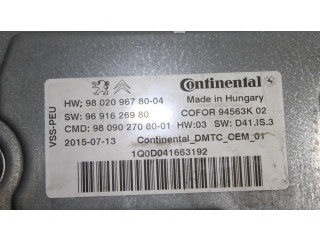 Continental
Made in Hungary
VSS-PEU
HW; 98 020 967 80-04
SW: 96 916 269 80
COFOR 94563K 02
CMD: 98 090 270 80-01 HW:03 SW: D41.IS.3
2015-07-13 Continental_DMTC_OEM_01
1Q0D041663192